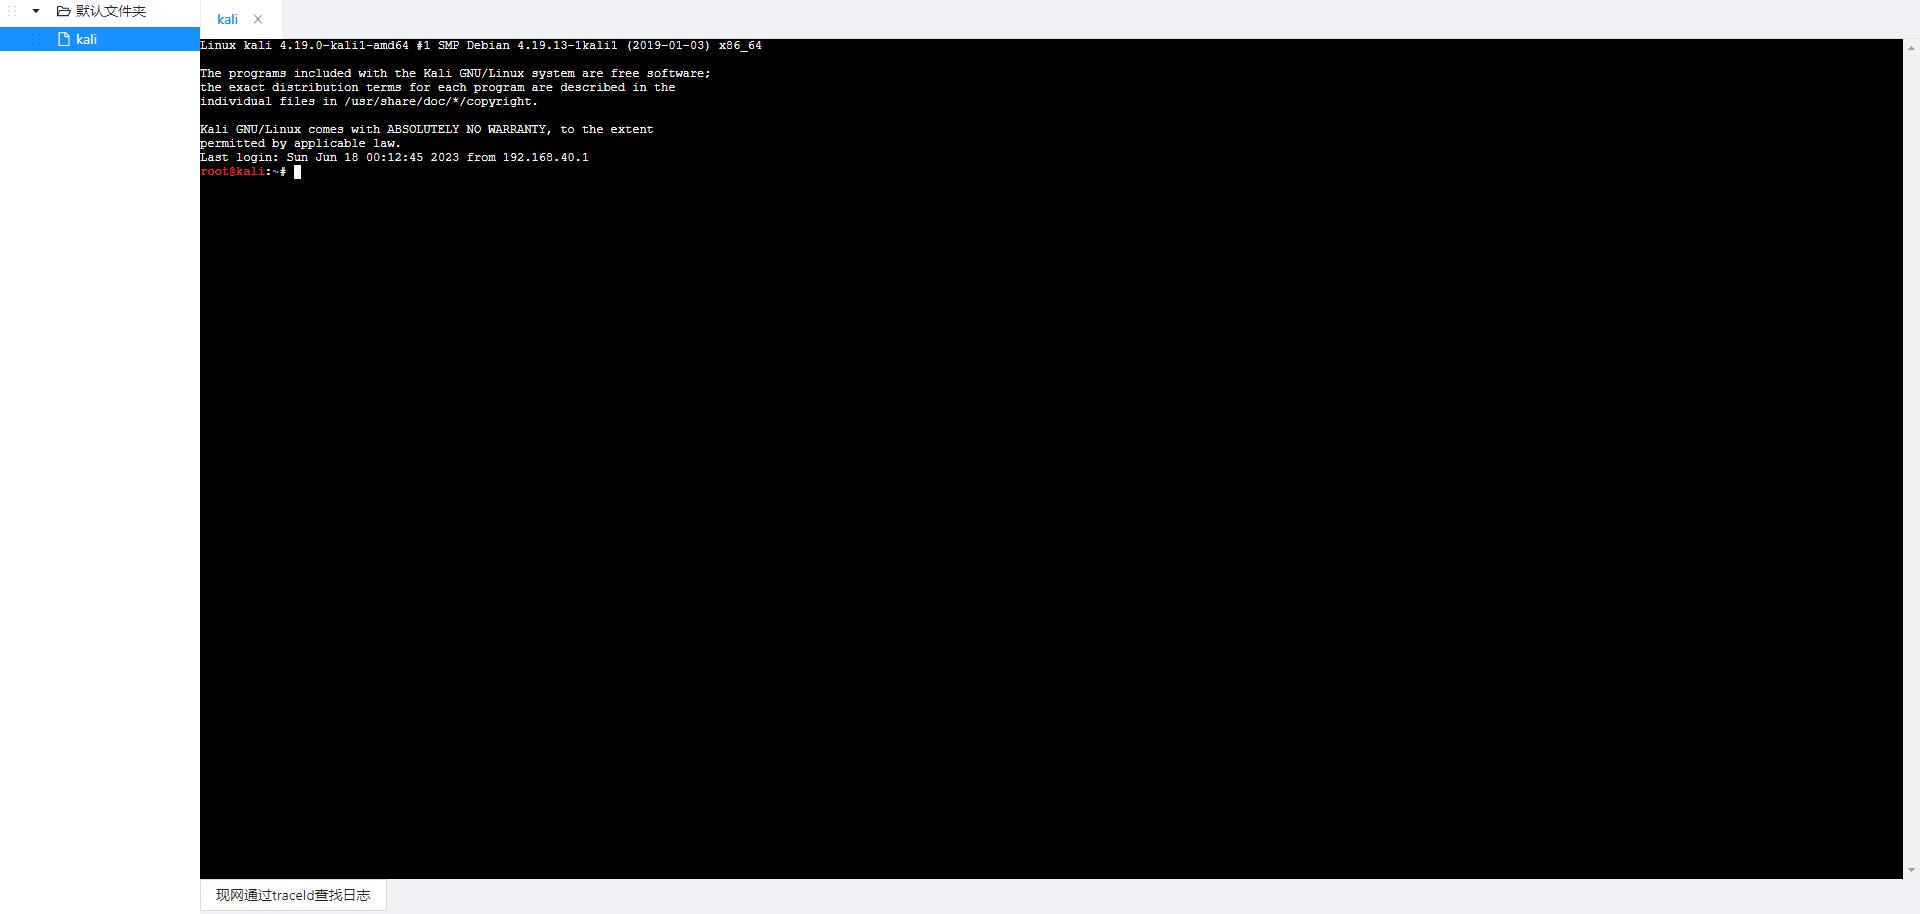 默认文件夹
kali
kali
Linux kali 4.19.0-kali1-amd64 #1 SMP Debian 4.19.13-1kali1 (2019-01-03) x86_64
The programs included with the Kali GNU/Linux system are free software;
the exact distribution terms for each program are described in the
individual files in /usr/share/doc/*/copyright.
Kali GNU/Linux comes with ABSOLUTELY NO WARRANTY, to the extent
permitted by applicable law.
Last login: Sun Jun 18 00:12:45 2023 from 192.168.40.1
root@kali:~#
现网通过traceId查找日志